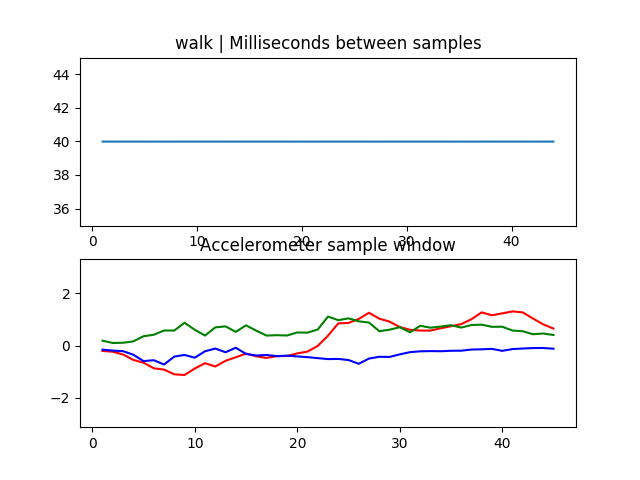 walk | Milliseconds between samples
44
42
40
38
36
0 10 20 30 40
Accelerometer sample window
2
0
−2
0 10 20 30 40